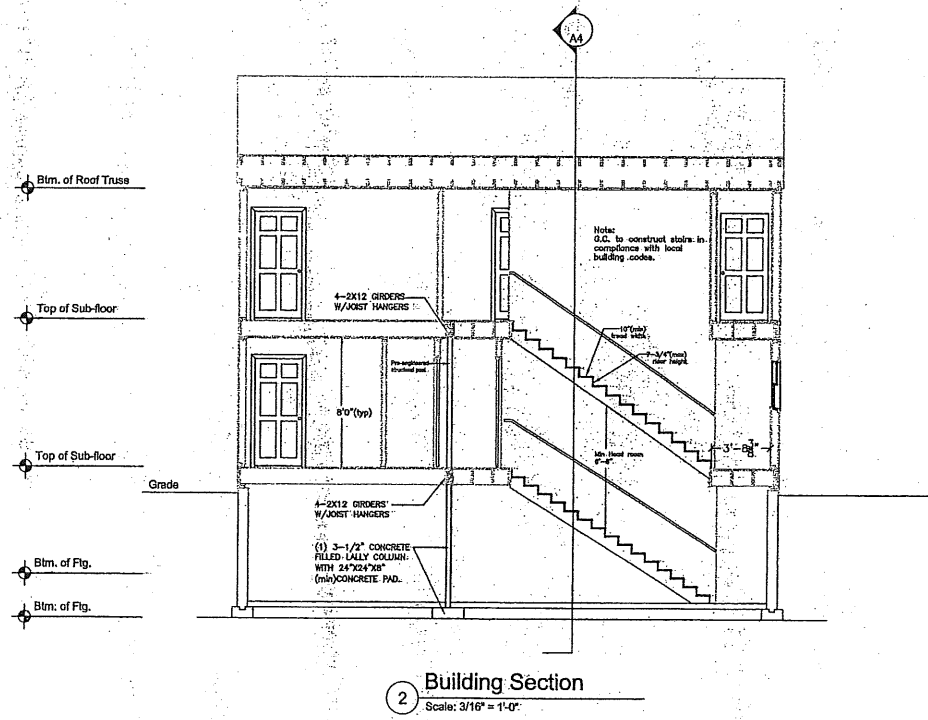 A4
Btm. of Roof Truss
Note:
G.C. to construct stairs in
compliance with local
building codes.
4-2X12 GIRDERS
W/JOIST HANGERS
Top of Sub-floor
10"(min)
tread width
7-3/4"(max)
riser height
Pre-engineered
structural post
8'0"(typ)
3'-8 3/8"
Min. Head room
6'-8"
Top of Sub-floor
Grade
4-2X12 GIRDERS
W/JOIST HANGERS
(1) 3-1/2" CONCRETE
FILLED LALLY COLUMN
WITH 24"X24"X8"
(min)CONCRETE PAD.
Btm. of Ftg.
Btm. of Ftg.
2
Building Section
Scale: 3/16" = 1'-0"